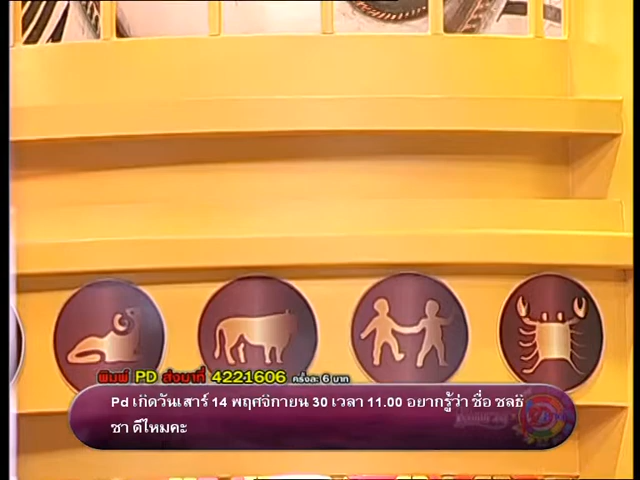 พิมพ์ PD ส่งมาที่ 4221606 ครั้งละ 6 บาท
Pd เกิดวันเสาร์ 14 พฤศจิกายน 30 เวลา 11.00 อยากรู้ว่า ชื่อ ชลธิ
ชา ดีไหมคะ